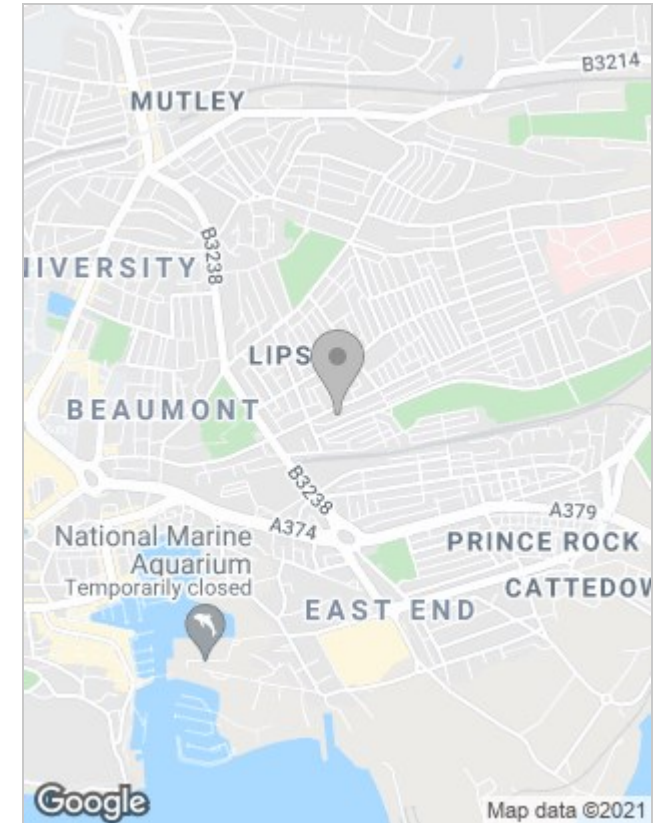 B3214
MUTLEY
B3238
NIVERSITY
LIPS
BEAUMONT
B3238
A374
A379
National Marine
Aquarium
Temporarily closed
PRINCE ROCK
CATTEDOW
EAST END
Google
Map data ©2021